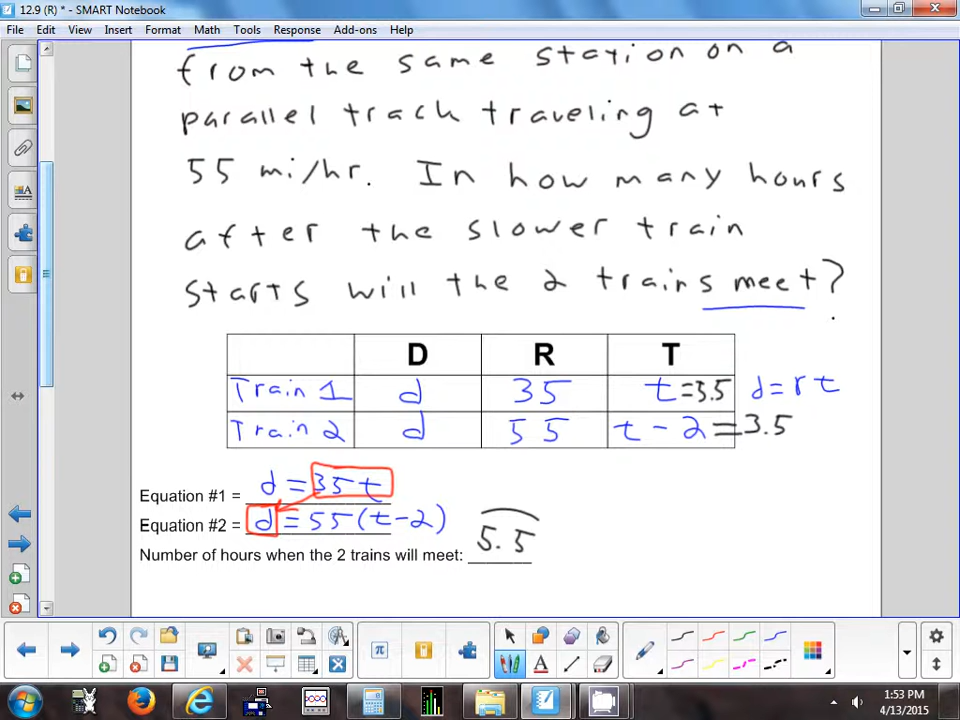 12.9 (R) * - SMART Notebook
File Edit View Insert Format Math Tools Response Add-ons Help
from the same station on a
parallel track traveling at
55 mi/hr. In how many hours
after the slower train
starts will the 2 trains meet?
D R T
Train 1 d 35 t =3.5 d = r t
Train 2 d 55 t - 2 = 3.5
Equation #1 = d = 35t
Equation #2 = d = 55(t-2)
Number of hours when the 2 trains will meet: 5.5
1:53 PM
4/13/2015